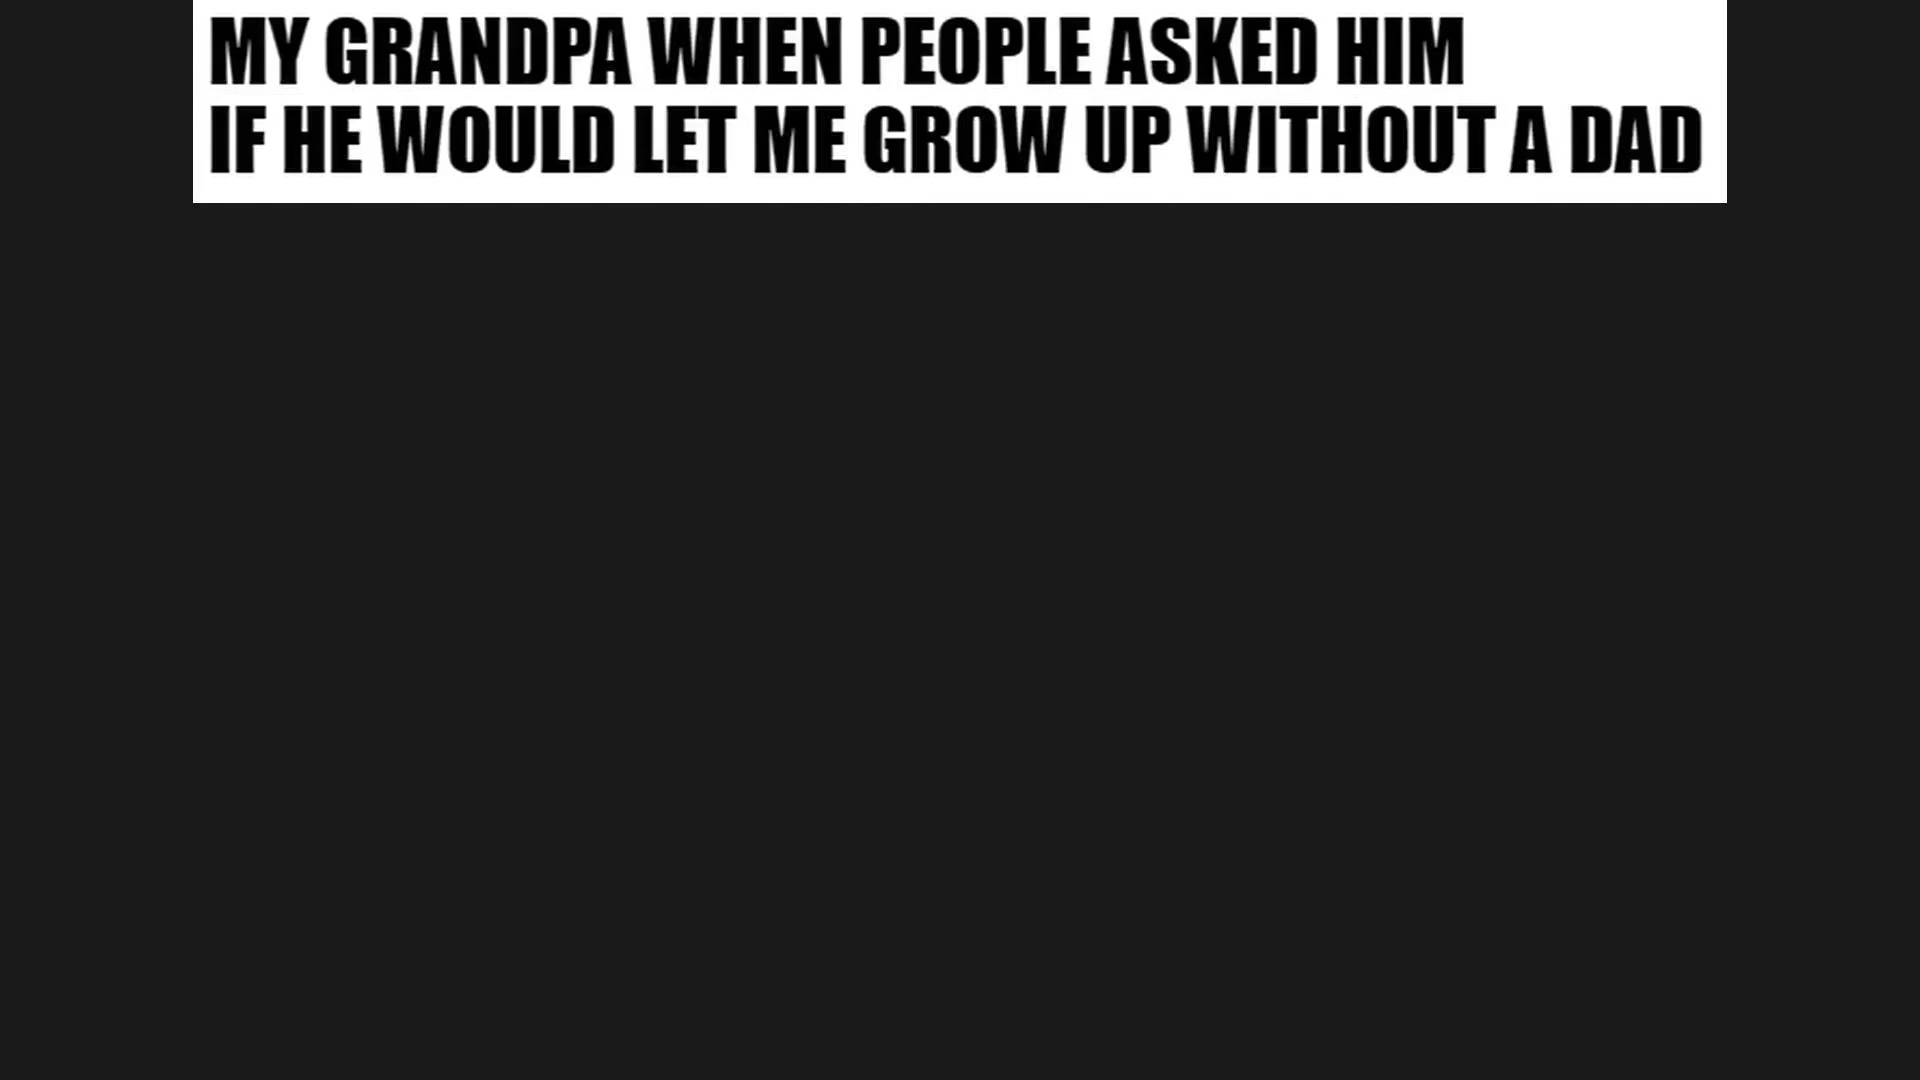 MY GRANDPA WHEN PEOPLE ASKED HIM
IF HE WOULD LET ME GROW UP WITHOUT A DAD